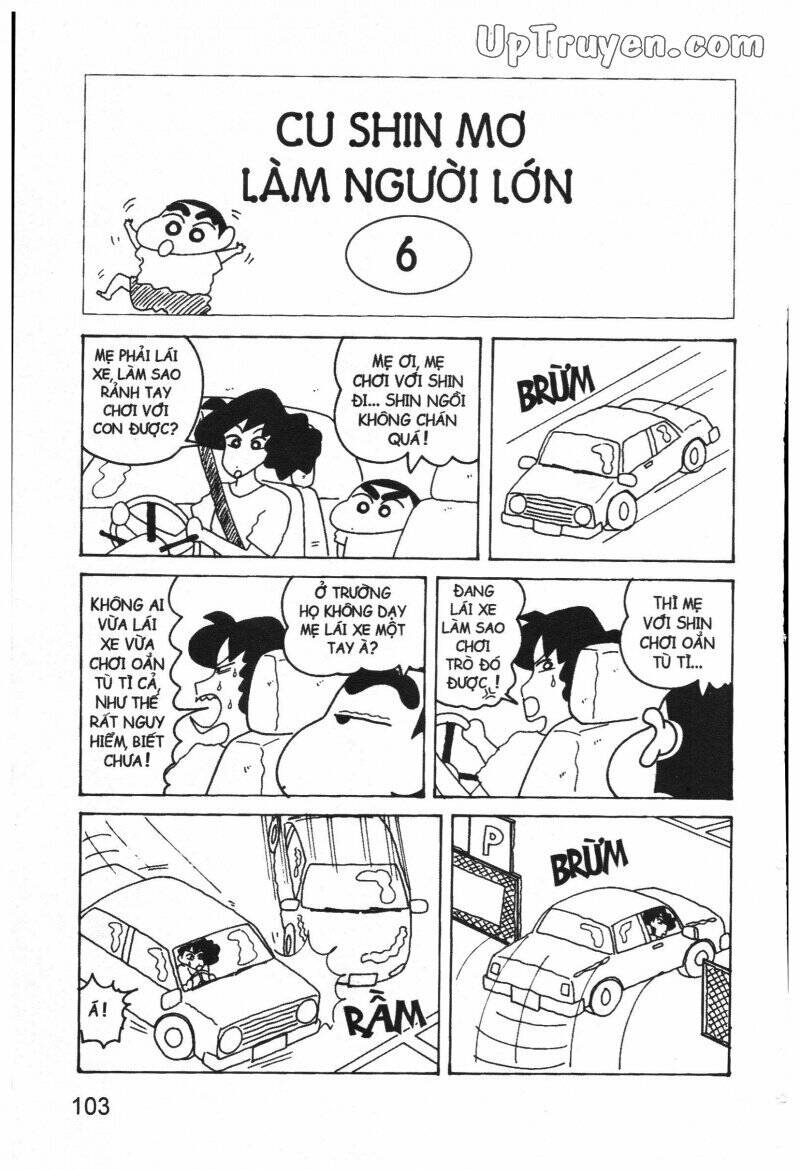 UpTruyen.com
CU SHIN MƠ
LÀM NGƯỜI LỚN
6
BRỪM
MẸ ƠI, MẸ
CHƠI VỚI SHIN
ĐI... SHIN NGỒI
KHÔNG CHÁN
QUÁ!
MẸ PHẢI LÁI
XE, LÀM SAO
RẢNH TAY
CHƠI VỚI
CON ĐƯỢC?
THÌ MẸ
VỚI SHIN
CHƠI OẲN
TÙ TÌ...
ĐANG
LÁI XE
LÀM SAO
CHƠI
TRÒ ĐÓ
ĐƯỢC!
Ở TRƯỜNG
HỌ KHÔNG DẠY
MẸ LÁI XE MỘT
TAY À?
KHÔNG AI
VỪA LÁI
XE VỪA
CHƠI OẲN
TÙ TÌ CẢ,
NHƯ THẾ
RẤT NGUY
HIỂM, BIẾT
CHƯA!
P
BRỪM
RẦM
Á!
103